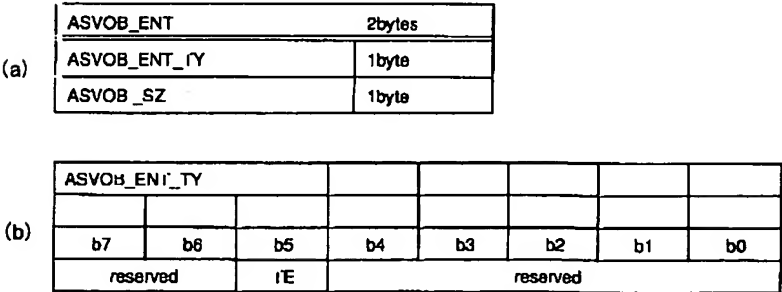 (a)
ASVOB_ENT 2bytes
ASVOB_ENT_TY 1byte
ASVOB_SZ 1byte
(b)
ASVOB_ENT_TY
b7 b6 b5 b4 b3 b2 b1 b0
reserved TE reserved